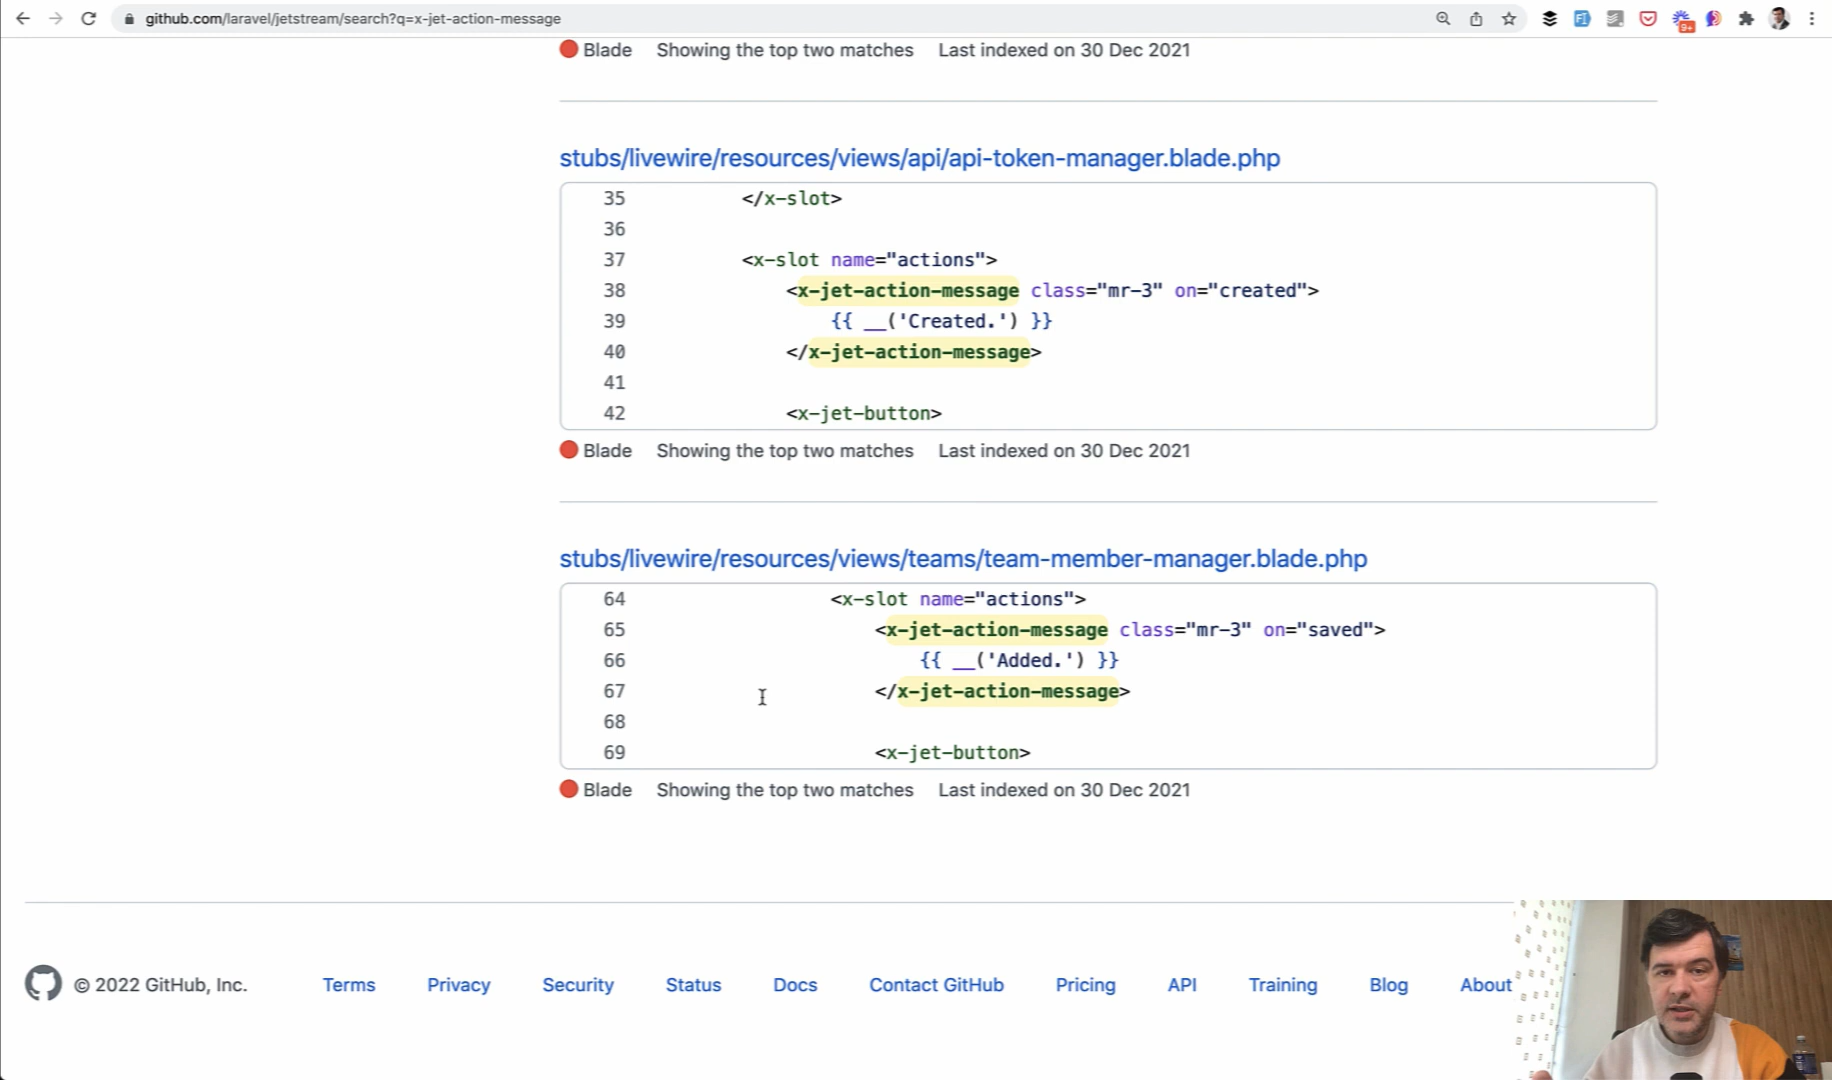 github.com/laravel/jetstream/search?q=x-jet-action-message
9+
Blade Showing the top two matches Last indexed on 30 Dec 2021
stubs/livewire/resources/views/api/api-token-manager.blade.php
35 </x-slot>
36
37 <x-slot name="actions">
38 <x-jet-action-message class="mr-3" on="created">
39 {{ __('Created.') }}
40 </x-jet-action-message>
41
42 <x-jet-button>
Blade Showing the top two matches Last indexed on 30 Dec 2021
stubs/livewire/resources/views/teams/team-member-manager.blade.php
64 <x-slot name="actions">
65 <x-jet-action-message class="mr-3" on="saved">
66 {{ __('Added.') }}
67 </x-jet-action-message>
68
69 <x-jet-button>
Blade Showing the top two matches Last indexed on 30 Dec 2021
© 2022 GitHub, Inc. Terms Privacy Security Status Docs Contact GitHub Pricing API Training Blog About